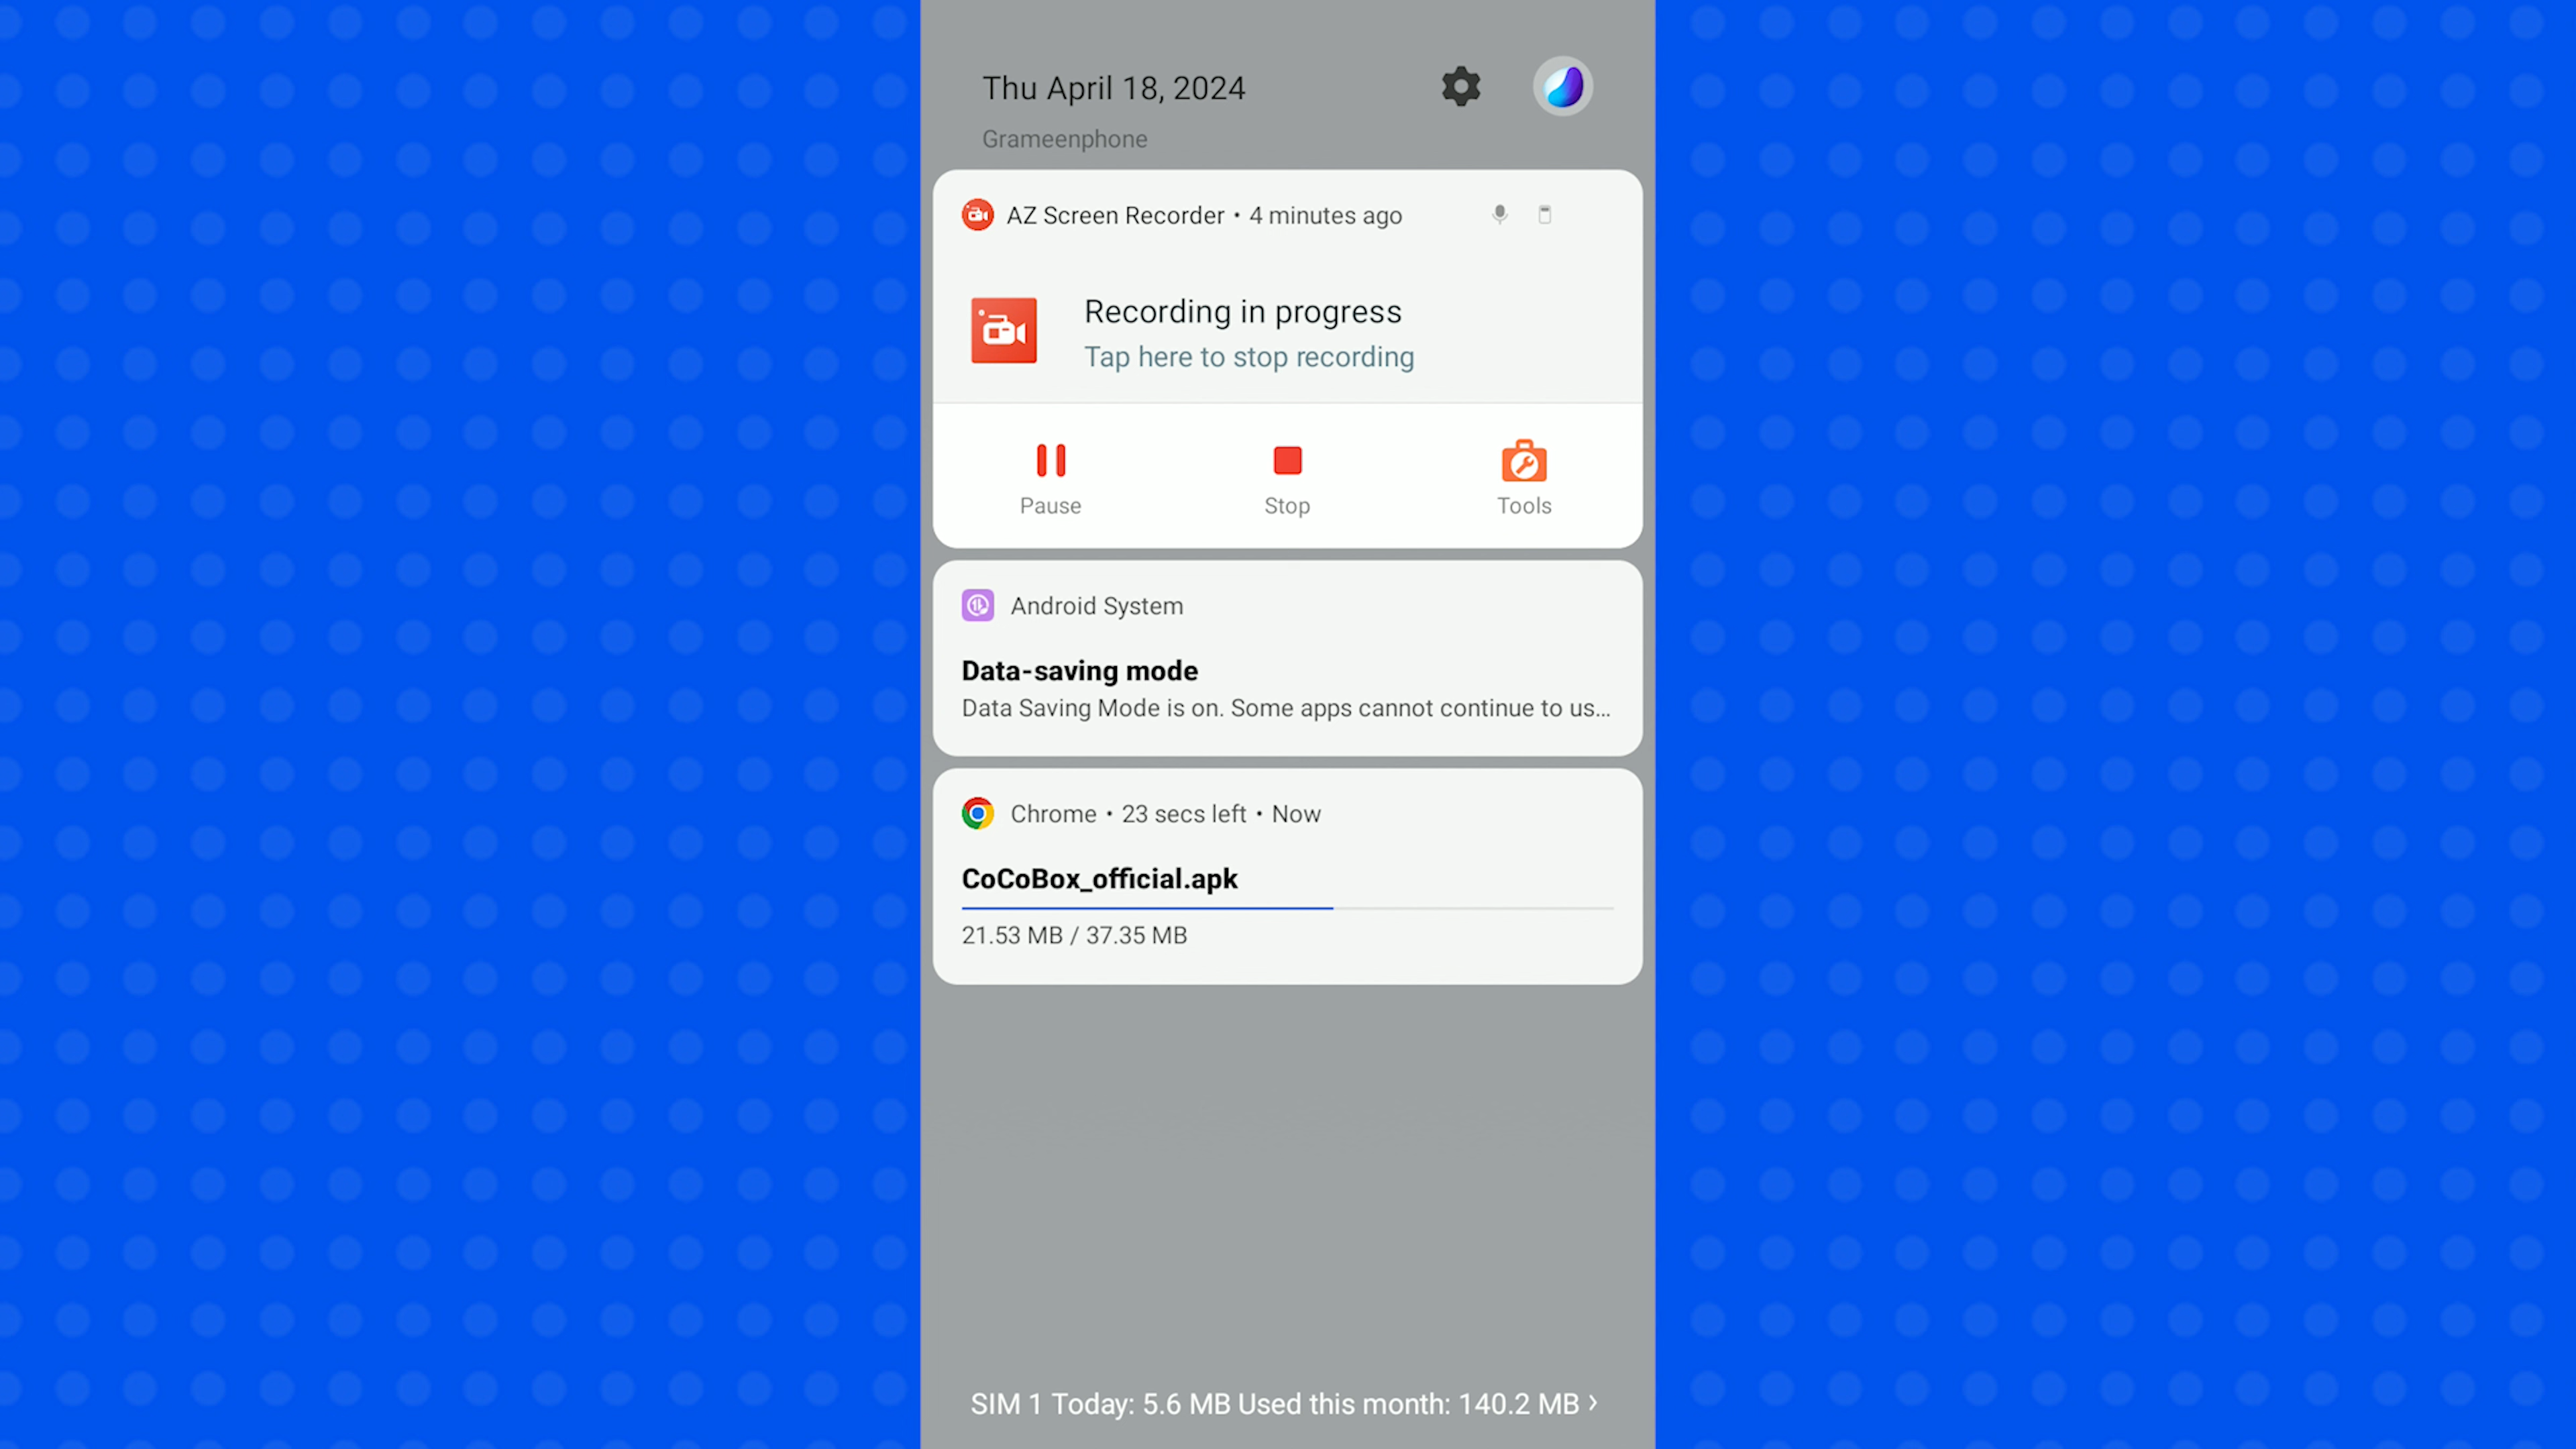 Thu April 18, 2024
Grameenphone
AZ Screen Recorder • 4 minutes ago
Recording in progress
Tap here to stop recording
Pause Stop Tools
Android System
Data-saving mode
Data Saving Mode is on. Some apps cannot continue to us...
Chrome • 23 secs left • Now
CoCoBox_official.apk
21.53 MB / 37.35 MB
SIM 1 Today: 5.6 MB Used this month: 140.2 MB ›